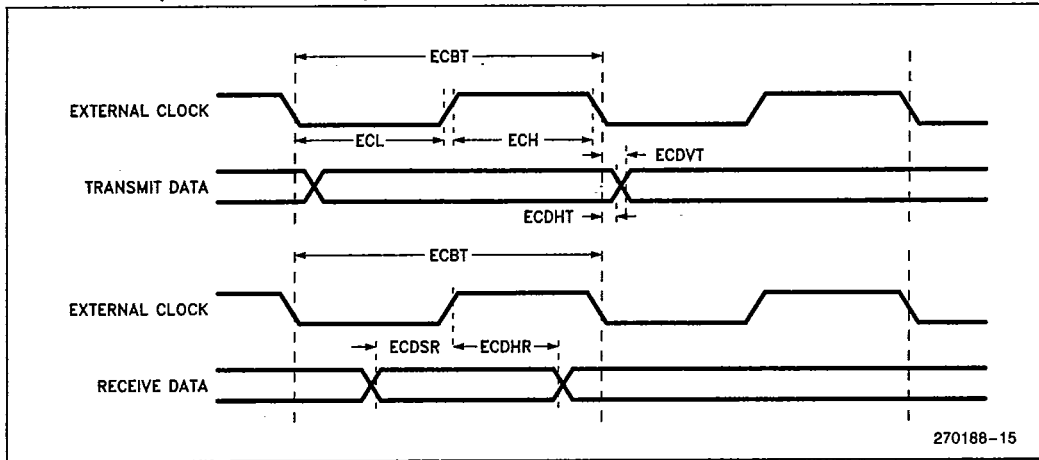 ECBT
EXTERNAL CLOCK
ECL
ECH
ECDVT
TRANSMIT DATA
ECDHT
ECBT
EXTERNAL CLOCK
ECDSR
ECDHR
RECEIVE DATA
270188-15